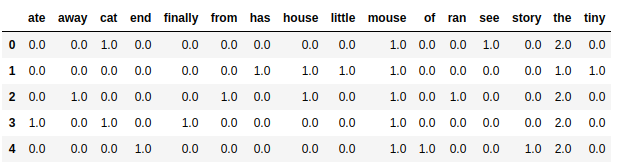 ate away cat end finally from has house little mouse of ran see story the tiny
0 0.0 0.0 1.0 0.0 0.0 0.0 0.0 0.0 0.0 1.0 0.0 0.0 1.0 0.0 2.0 0.0
1 0.0 0.0 0.0 0.0 0.0 0.0 1.0 1.0 1.0 1.0 0.0 0.0 0.0 0.0 1.0 1.0
2 0.0 1.0 0.0 0.0 0.0 1.0 0.0 1.0 0.0 1.0 0.0 1.0 0.0 0.0 2.0 0.0
3 1.0 0.0 1.0 0.0 1.0 0.0 0.0 0.0 0.0 1.0 0.0 0.0 0.0 0.0 2.0 0.0
4 0.0 0.0 0.0 1.0 0.0 0.0 0.0 0.0 0.0 1.0 1.0 0.0 0.0 1.0 2.0 0.0